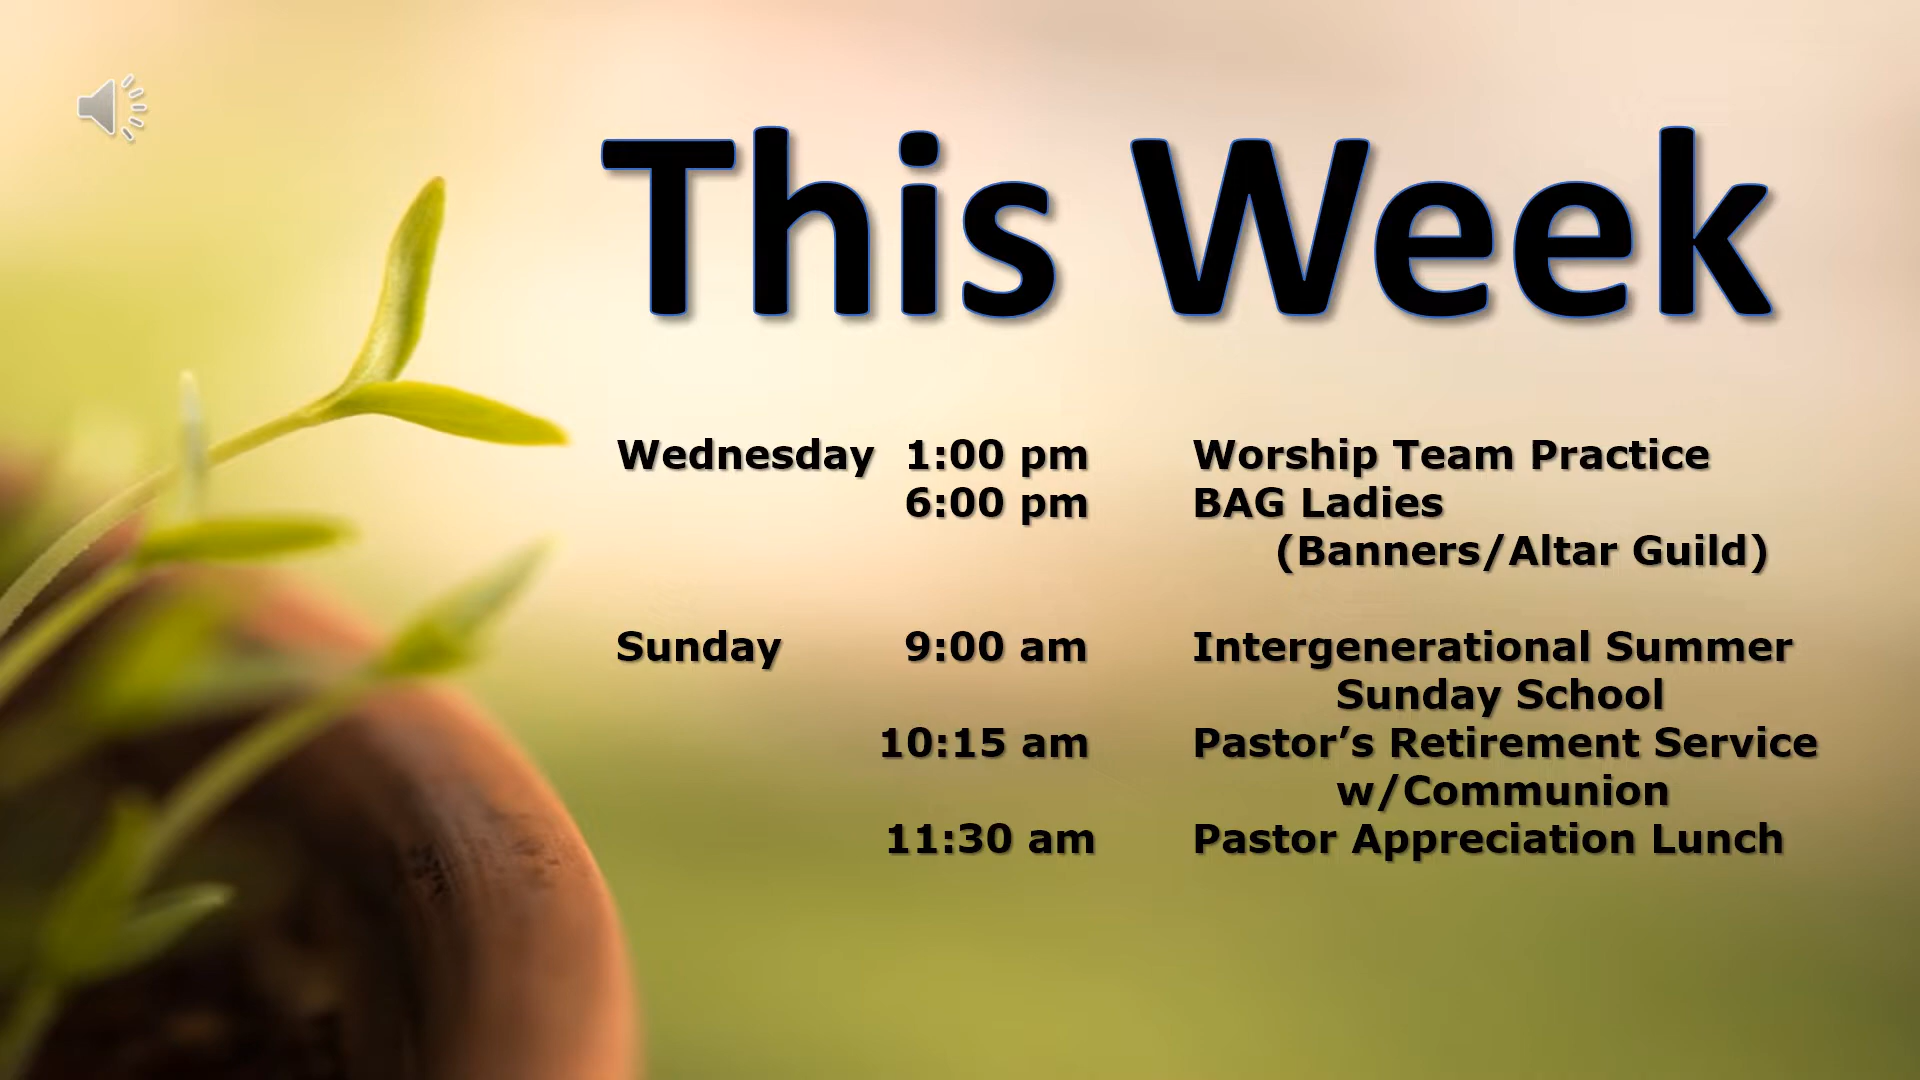 This Week
Wednesday 1:00 pm Worship Team Practice
6:00 pm BAG Ladies
(Banners/Altar Guild)
Sunday 9:00 am Intergenerational Summer
Sunday School
10:15 am Pastor’s Retirement Service
w/Communion
11:30 am Pastor Appreciation Lunch